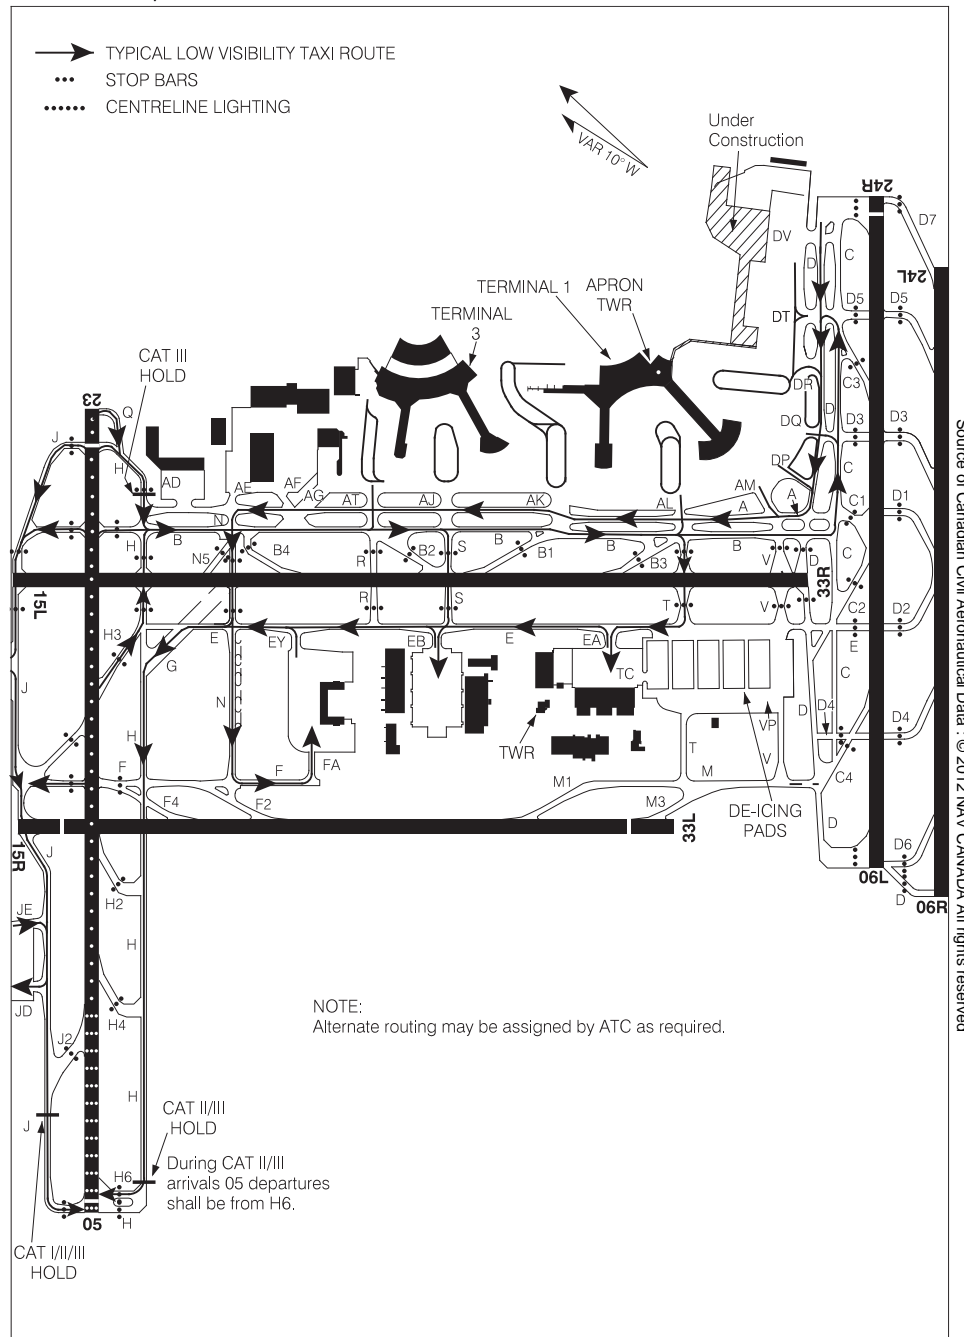 TYPICAL LOW VISIBILITY TAXI ROUTE
STOP BARS
CENTRELINE LIGHTING
VAR 10° W
Under
Construction
24R
D7
DV
D
C
24L
TERMINAL 1
APRON
TWR
D5
D5
TERMINAL
3
DT
CAT III
HOLD
DR
C3
23
Q
DQ
D
D3
D3
J
H
DP
C
AD
AE
AF
AG
AT
AJ
AK
AL
AM
A
A
C1
D1
N
B
H
N5
B4
R
B2
S
B
B1
B
B3
B
V
D
C
33R
15L
R
S
T
V
C2
D2
H3
G
E
EY
EB
E
EA
E
TC
C
J
N
D
D4
D4
VP
TWR
H
T
V
F
F
FA
M1
M
C4
F4
F2
M3
DE-ICING
PADS
33L
D
15R
J
D6
06L
H2
D
06R
JE
H
JD
H4
NOTE:
Alternate routing may be assigned by ATC as required.
J2
H
CAT II/III
HOLD
J
During CAT II/III
arrivals 05 departures
shall be from H6.
H6
05
H
CAT I/II/III
HOLD
Source of Canadian Civil Aeronautical Data : © 2012 NAV CANADA All rights reserved